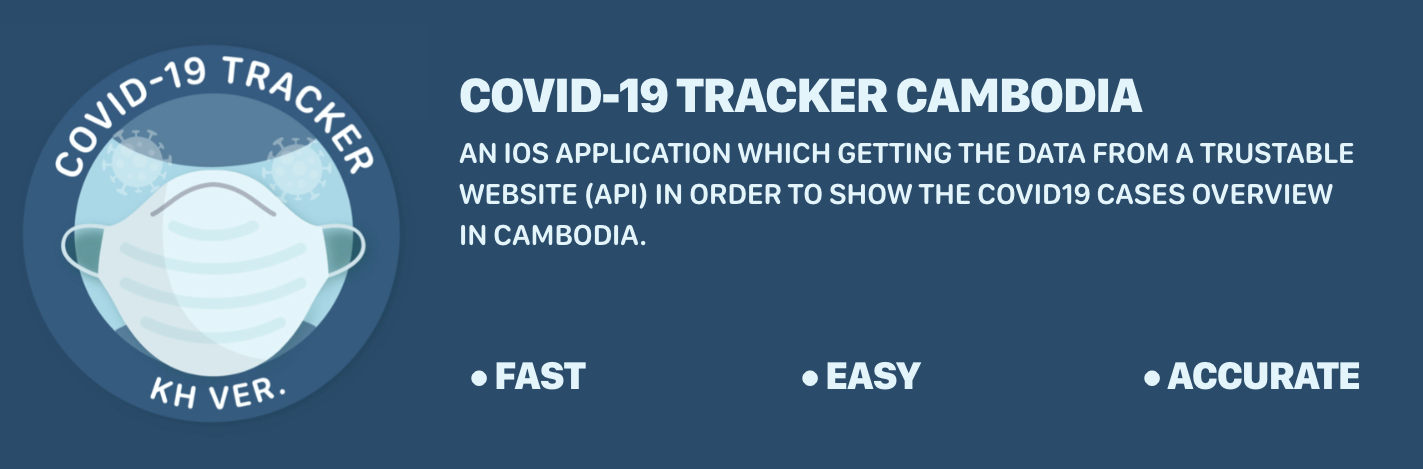 COVID-19 TRACKER
KH VER.
COVID-19 TRACKER CAMBODIA
AN IOS APPLICATION WHICH GETTING THE DATA FROM A TRUSTABLE
WEBSITE (API) IN ORDER TO SHOW THE COVID19 CASES OVERVIEW
IN CAMBODIA.
• FAST • EASY • ACCURATE